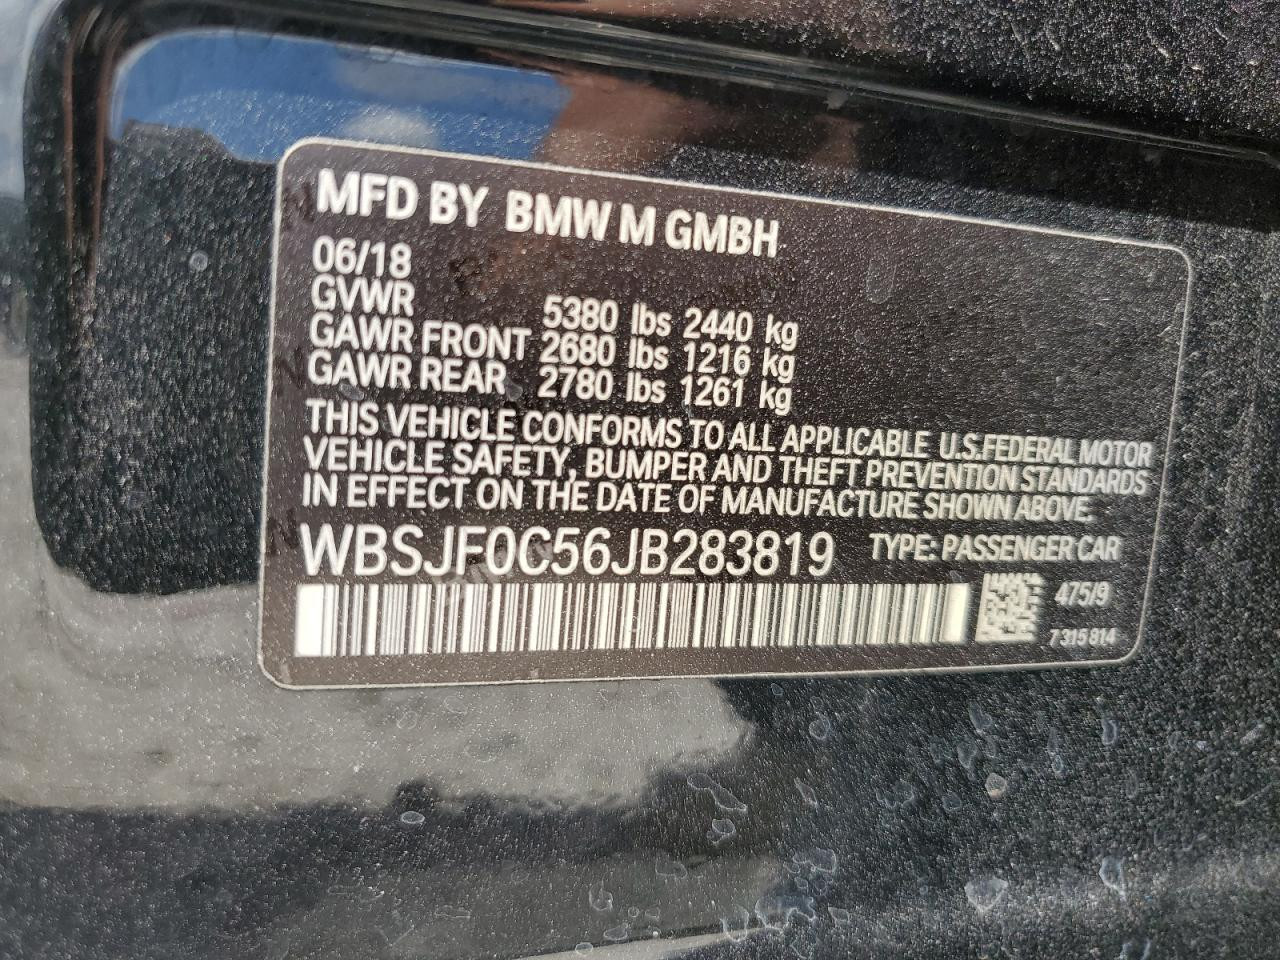 MFD BY BMW M GMBH
06/18
GVWR 5380 lbs 2440 kg
GAWR FRONT 2680 lbs 1216 kg
GAWR REAR 2780 lbs 1261 kg
THIS VEHICLE CONFORMS TO ALL APPLICABLE U.S.FEDERAL MOTOR
VEHICLE SAFETY, BUMPER AND THEFT PREVENTION STANDARDS
IN EFFECT ON THE DATE OF MANUFACTURE SHOWN ABOVE.
WBSJF0C56JB283819 TYPE: PASSENGER CAR
475/9
7 315 814